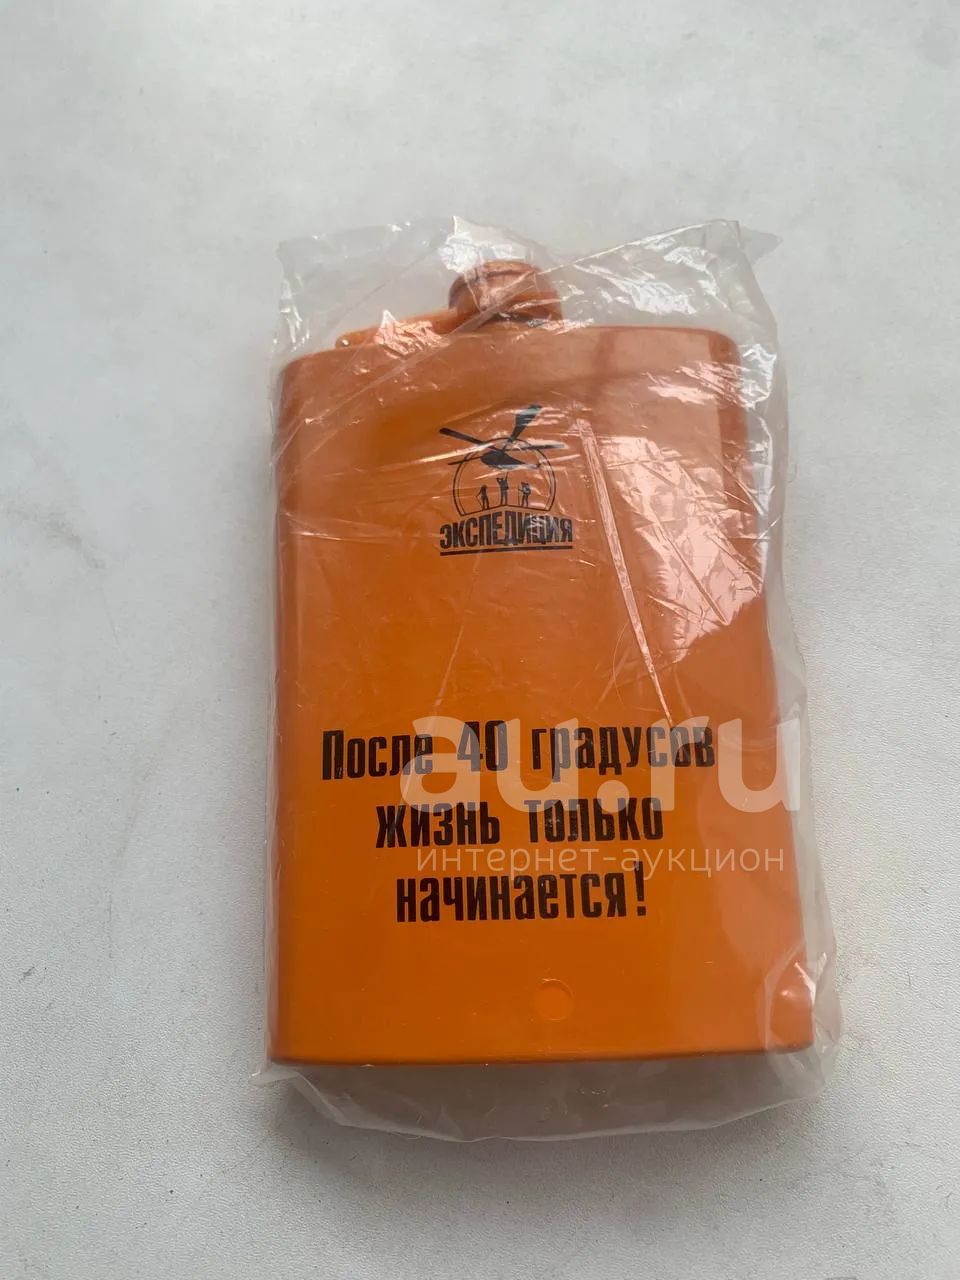 ЭКСПЕДИЦИЯ
После 40 градусов
жизнь только
начинается!
au.ru
интернет-аукцион